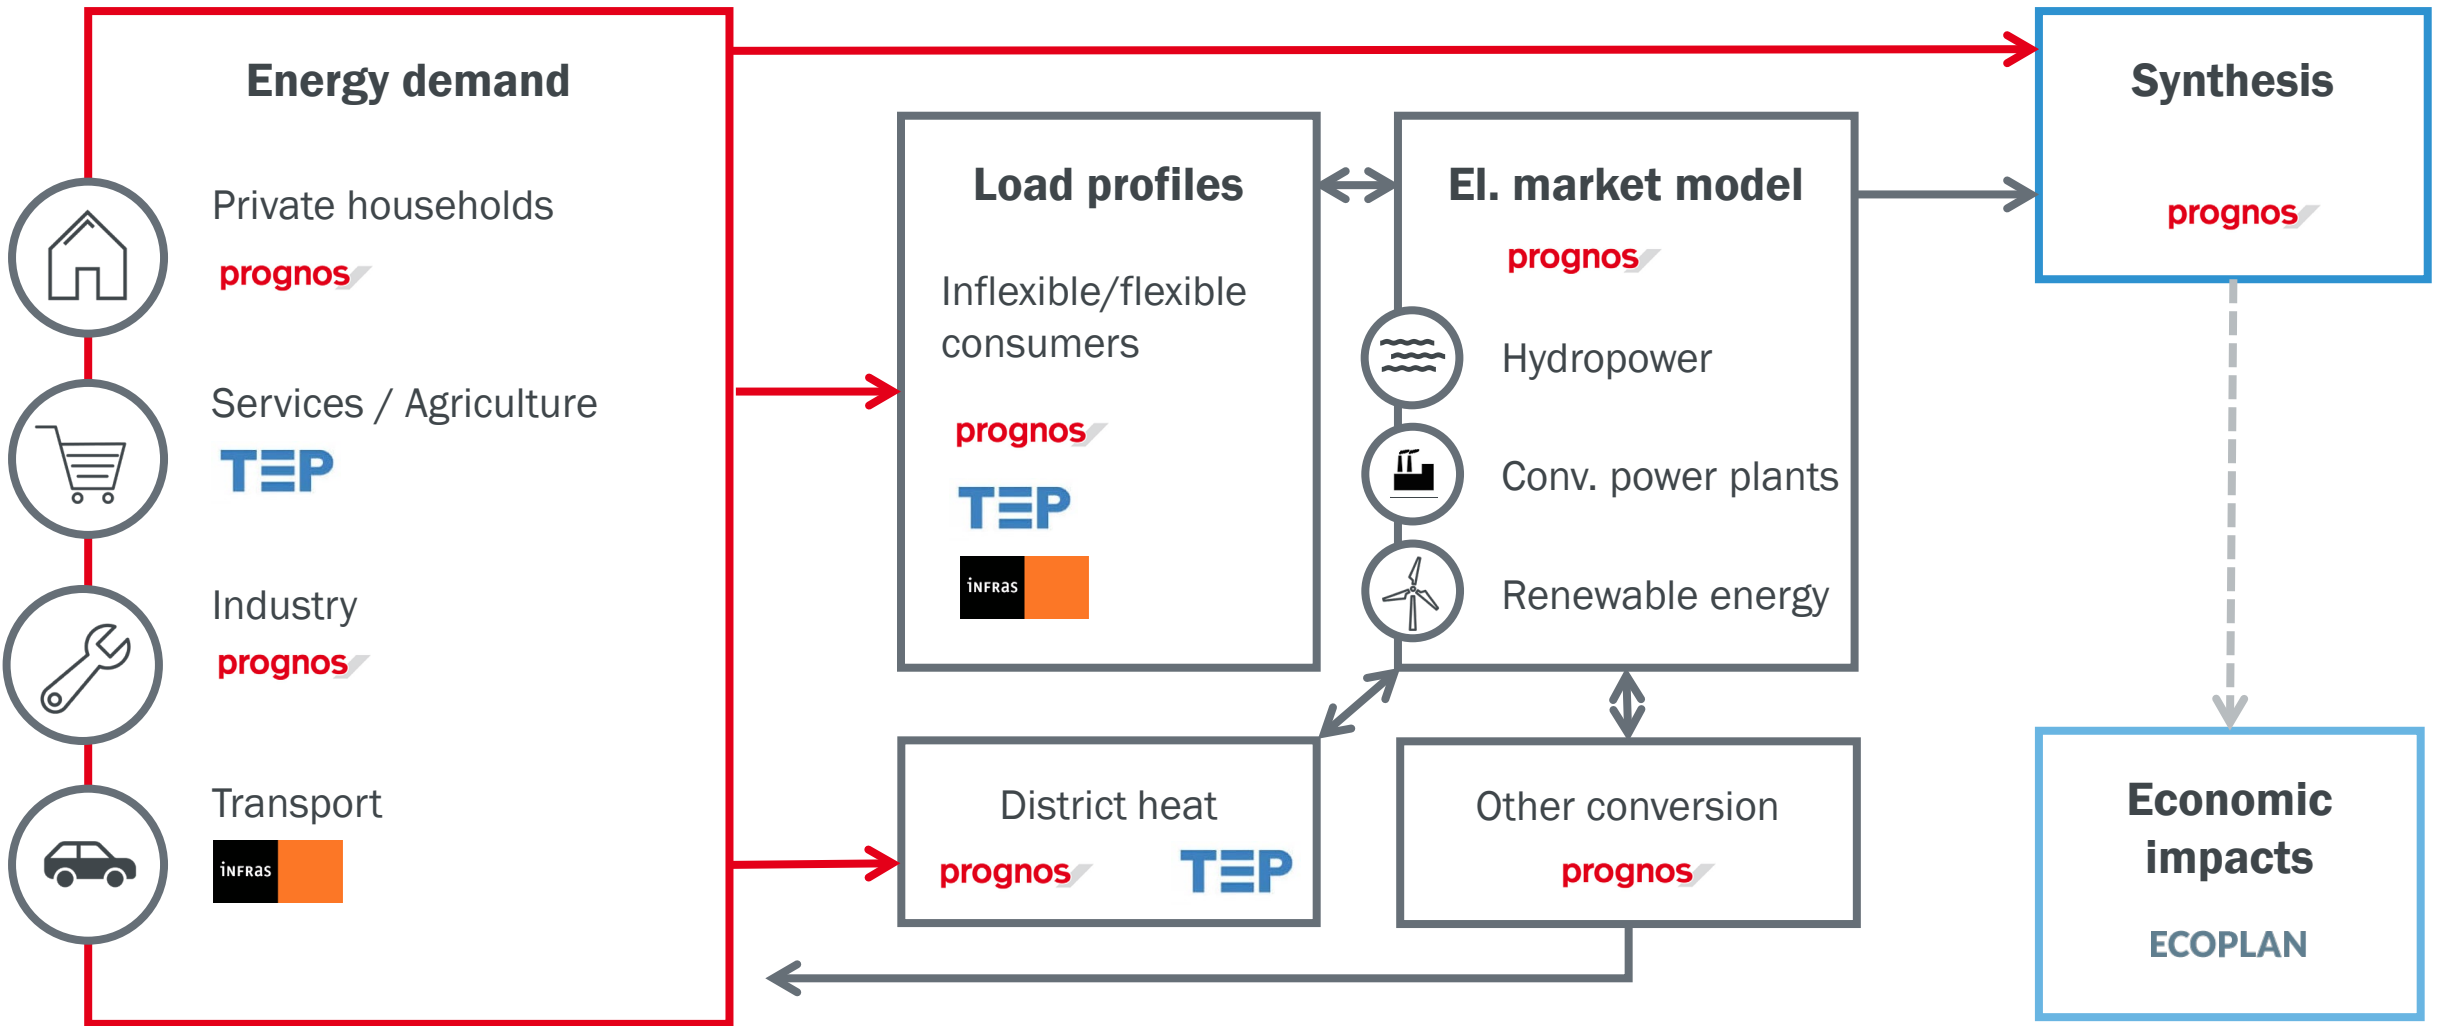 Energy demand
Private households
prognos
Services / Agriculture
TEP
Industry
prognos
Transport
iNFRaS
Load profiles
Inflexible/flexible
consumers
prognos
TEP
iNFRaS
El. market model
prognos
Hydropower
Conv. power plants
Renewable energy
District heat
prognos TEP
Other conversion
prognos
Synthesis
prognos
Economic
impacts
ECOPLAN